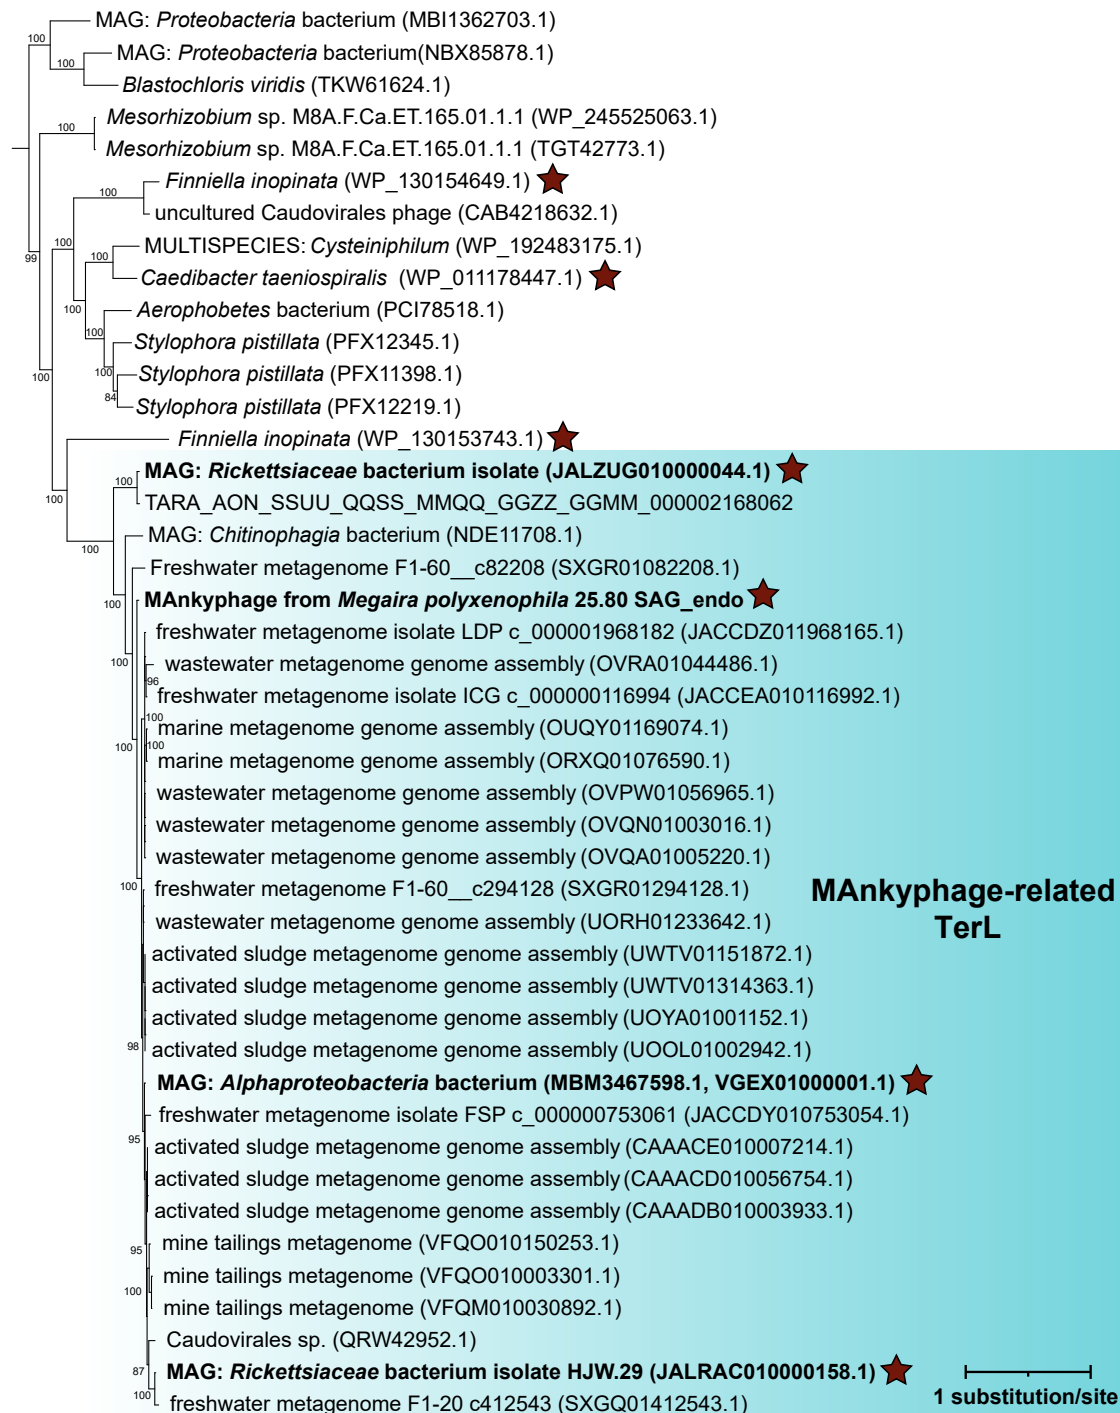 MAG: Proteobacteria bacterium (MBI1362703.1)
100
MAG: Proteobacteria bacterium(NBX85878.1)
100
Blastochloris viridis (TKW61624.1)
Mesorhizobium sp. M8A.F.Ca.ET.165.01.1.1 (WP_245525063.1)
100
Mesorhizobium sp. M8A.F.Ca.ET.165.01.1.1 (TGT42773.1)
Finniella inopinata (WP_130154649.1)
100
uncultured Caudovirales phage (CAB4218632.1)
100
MULTISPECIES: Cysteiniphilum (WP_192483175.1)
100
99
Caedibacter taeniospiralis (WP_011178447.1)
100
Aerophobetes bacterium (PCI78518.1)
100
Stylophora pistillata (PFX12345.1)
100
100
Stylophora pistillata (PFX11398.1)
84
Stylophora pistillata (PFX12219.1)
Finniella inopinata (WP_130153743.1)
MAG: Rickettsiaceae bacterium isolate (JALZUG010000044.1)
100
100
TARA_AON_SSUU_QQSS_MMQQ_GGZZ_GGMM_000002168062
MAG: Chitinophagia bacterium (NDE11708.1)
100
Freshwater metagenome F1-60__c82208 (SXGR01082208.1)
100
MAnkyphage from Megaira polyxenophila 25.80 SAG_endo
freshwater metagenome isolate LDP c_000001968182 (JACCDZ011968165.1)
100
wastewater metagenome genome assembly (OVRA01044486.1)
96
freshwater metagenome isolate ICG c_000000116994 (JACCEA010116992.1)
100
marine metagenome genome assembly (OUQY01169074.1)
100
100
marine metagenome genome assembly (ORXQ01076590.1)
wastewater metagenome genome assembly (OVPW01056965.1)
wastewater metagenome genome assembly (OVQN01003016.1)
wastewater metagenome genome assembly (OVQA01005220.1)
100
freshwater metagenome F1-60__c294128 (SXGR01294128.1)
MAnkyphage-related
TerL
wastewater metagenome genome assembly (UORH01233642.1)
activated sludge metagenome genome assembly (UWTV01151872.1)
activated sludge metagenome genome assembly (UWTV01314363.1)
activated sludge metagenome genome assembly (UOYA01001152.1)
98
activated sludge metagenome genome assembly (UOOL01002942.1)
MAG: Alphaproteobacteria bacterium (MBM3467598.1, VGEX01000001.1)
freshwater metagenome isolate FSP c_000000753061 (JACCDY010753054.1)
95
activated sludge metagenome genome assembly (CAAACE010007214.1)
activated sludge metagenome genome assembly (CAAACD010056754.1)
activated sludge metagenome genome assembly (CAAADB010003933.1)
mine tailings metagenome (VFQO010150253.1)
95
mine tailings metagenome (VFQO010003301.1)
100
mine tailings metagenome (VFQM010030892.1)
Caudovirales sp. (QRW42952.1)
87
MAG: Rickettsiaceae bacterium isolate HJW.29 (JALRAC010000158.1)
100
freshwater metagenome F1-20 c412543 (SXGQ01412543.1)
1 substitution/site